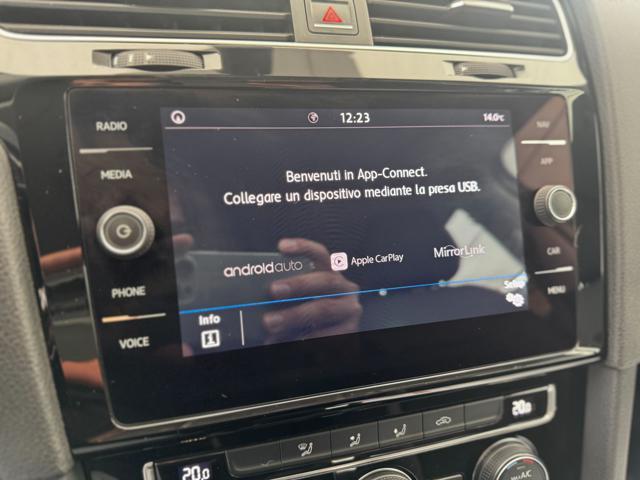 12:23
14.0°C
RADIO
MEDIA
PHONE
VOICE
NAV
APP
CAR
MENU
Benvenuti in App-Connect.
Collegare un dispositivo mediante la presa USB.
androidauto
Apple CarPlay
MirrorLink
Setup
Info
20.0
20.0
A/C